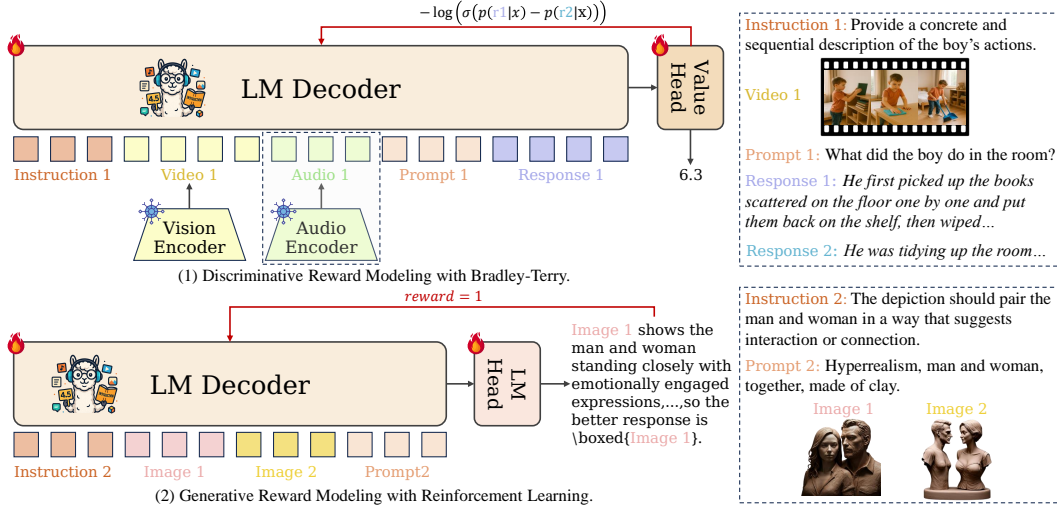 − log(σ(p(r1|x) − p(r2|x)))
LM Decoder
Value
Head
Instruction 1
Video 1
Audio 1
Prompt 1
Response 1
6.3
Vision
Encoder
Audio
Encoder
(1) Discriminative Reward Modeling with Bradley-Terry.
Instruction 1: Provide a concrete and
sequential description of the boy's actions.
Video 1
Prompt 1: What did the boy do in the room?
Response 1: He first picked up the books
scattered on the floor one by one and put
them back on the shelf, then wiped…
Response 2: He was tidying up the room…
reward = 1
LM Decoder
LM
Head
Image 1 shows the
man and woman
standing closely with
emotionally engaged
expressions,...,so the
better response is
\boxed{Image 1}.
Instruction 2
Image 1
Image 2
Prompt2
(2) Generative Reward Modeling with Reinforcement Learning.
Instruction 2: The depiction should pair the
man and woman in a way that suggests
interaction or connection.
Prompt 2: Hyperrealism, man and woman,
together, made of clay.
Image 1
Image 2